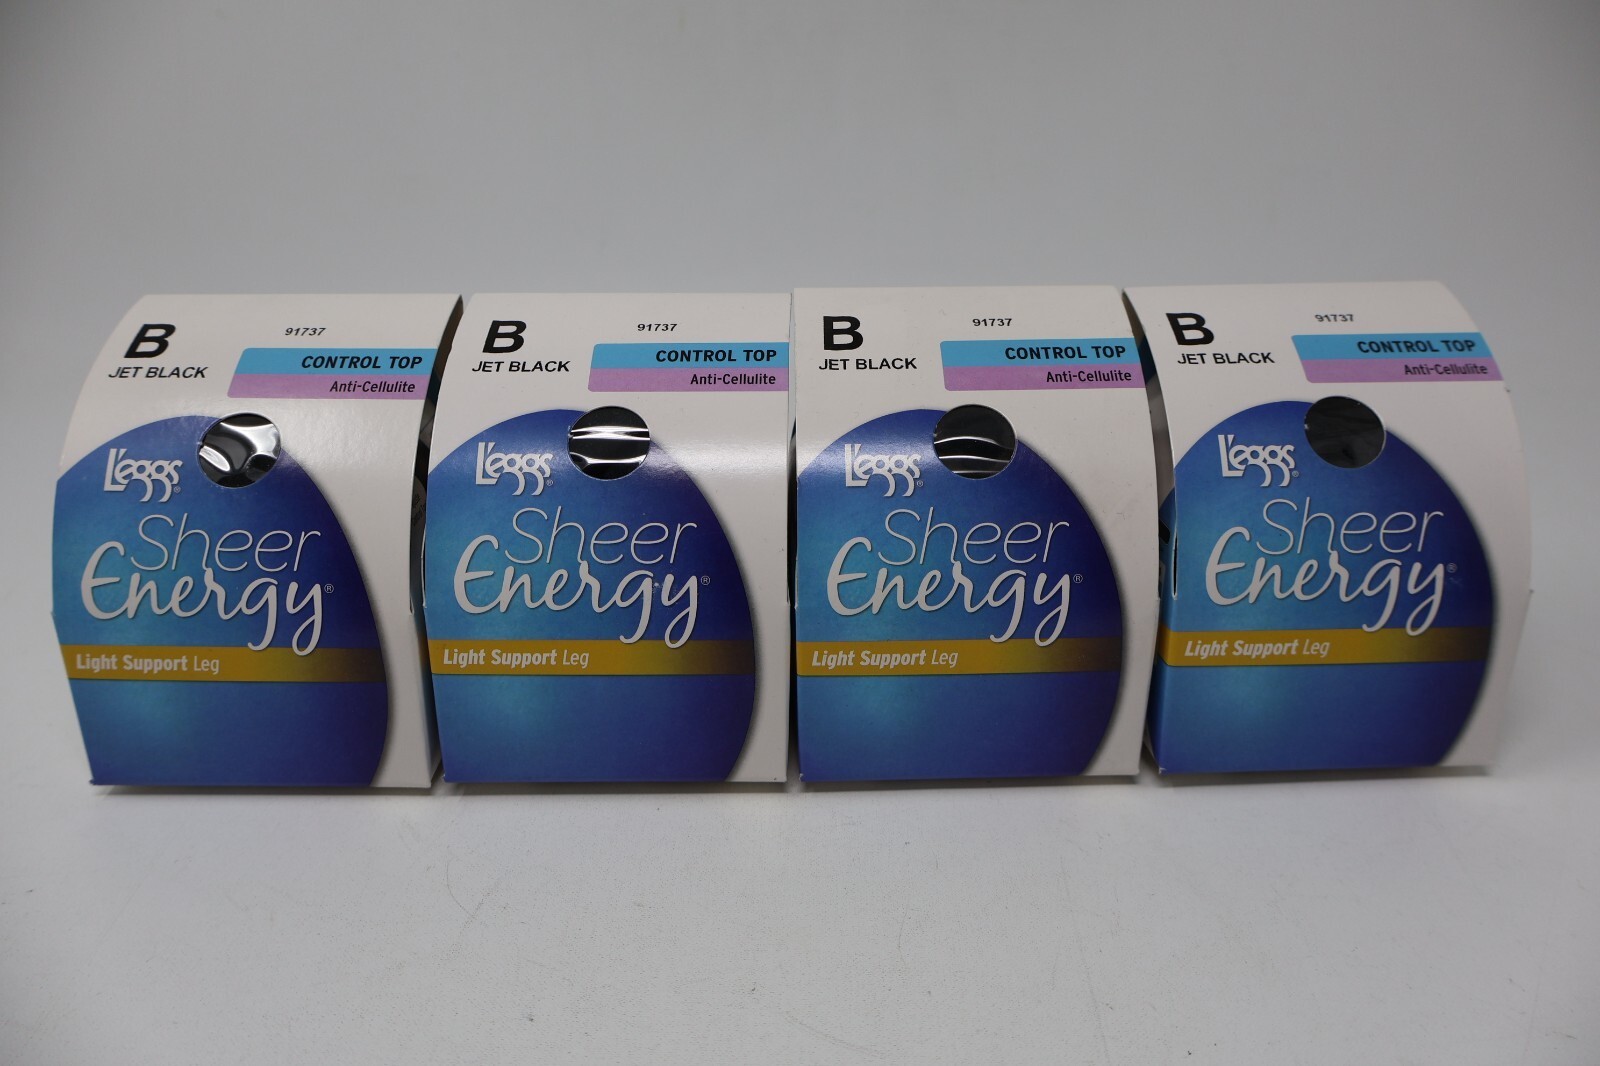 B
91737
JET BLACK
CONTROL TOP
Anti-Cellulite
L'eggs®
Sheer
Energy®
Light Support Leg
B
91737
JET BLACK
CONTROL TOP
Anti-Cellulite
L'eggs®
Sheer
Energy®
Light Support Leg
B
91737
JET BLACK
CONTROL TOP
Anti-Cellulite
L'eggs®
Sheer
Energy®
Light Support Leg
B
91737
JET BLACK
CONTROL TOP
Anti-Cellulite
L'eggs®
Sheer
Energy®
Light Support Leg